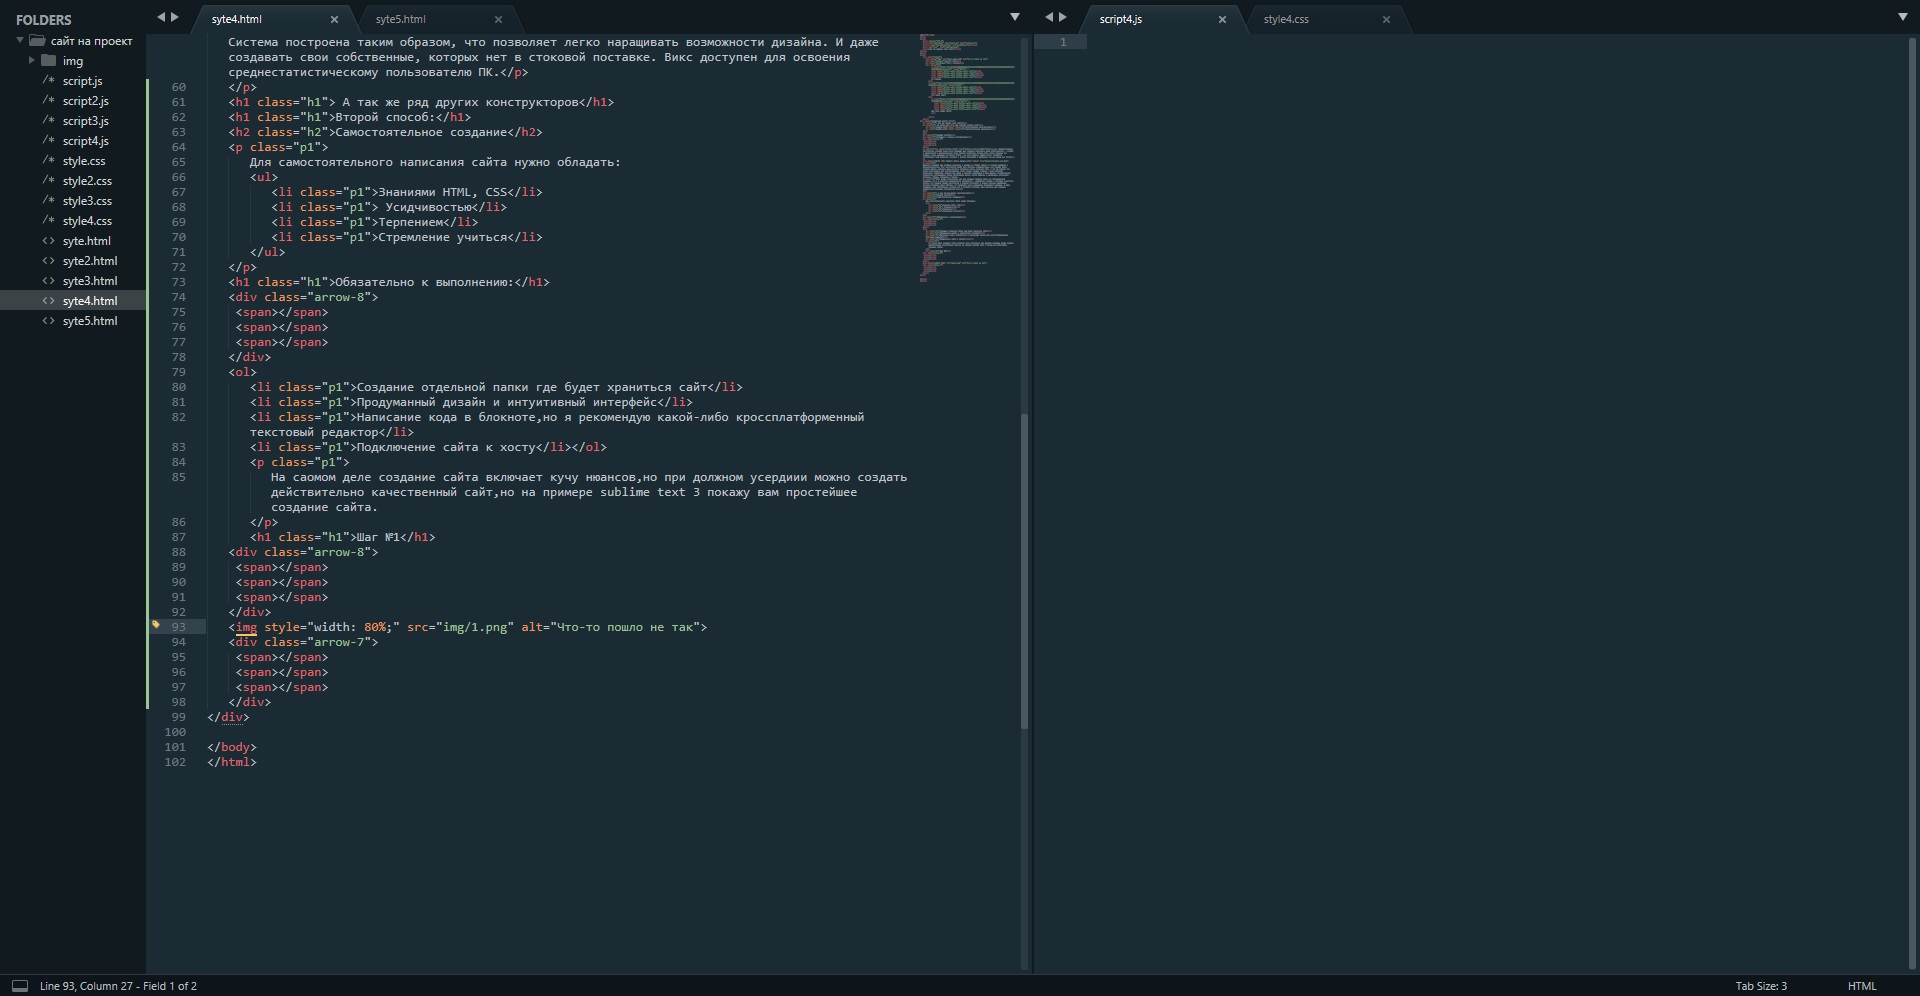 FOLDERS
сайт на проект
img
script.js
script2.js
script3.js
script4.js
style.css
style2.css
style3.css
style4.css
syte.html
syte2.html
syte3.html
syte4.html
syte5.html
syte4.html
syte5.html
Система построена таким образом, что позволяет легко наращивать возможности дизайна. И даже
создавать свои собственные, которых нет в стоковой поставке. Викс доступен для освоения
среднестатистическому пользователю ПК.</p>
60 </p>
61 <h1 class="h1"> А так же ряд других конструкторов</h1>
62 <h1 class="h1">Второй способ:</h1>
63 <h2 class="h2">Самостоятельное создание</h2>
64 <p class="p1">
65 Для самостоятельного написания сайта нужно обладать:
66 <ul>
67 <li class="p1">Знаниями HTML, CSS</li>
68 <li class="p1"> Усидчивостью</li>
69 <li class="p1">Терпением</li>
70 <li class="p1">Стремление учиться</li>
71 </ul>
72 </p>
73 <h1 class="h1">Обязательно к выполнению:</h1>
74 <div class="arrow-8">
75 <span></span>
76 <span></span>
77 <span></span>
78 </div>
79 <ol>
80 <li class="p1">Создание отдельной папки где будет храниться сайт</li>
81 <li class="p1">Продуманный дизайн и интуитивный интерфейс</li>
82 <li class="p1">Написание кода в блокноте,но я рекомендую какой-либо кроссплатформенный
текстовый редактор</li>
83 <li class="p1">Подключение сайта к хосту</li></ol>
84 <p class="p1">
85 На саомом деле создание сайта включает кучу нюансов,но при должном усердиии можно создать
действительно качественный сайт,но на примере sublime text 3 покажу вам простейшее
создание сайта.
86 </p>
87 <h1 class="h1">Шаг №1</h1>
88 <div class="arrow-8">
89 <span></span>
90 <span></span>
91 <span></span>
92 </div>
93 <img style="width: 80%;" src="img/1.png" alt="Что-то пошло не так">
94 <div class="arrow-7">
95 <span></span>
96 <span></span>
97 <span></span>
98 </div>
99 </div>
100
101 </body>
102 </html>
script4.js
style4.css
1
Line 93, Column 27 - Field 1 of 2
Tab Size: 3
HTML